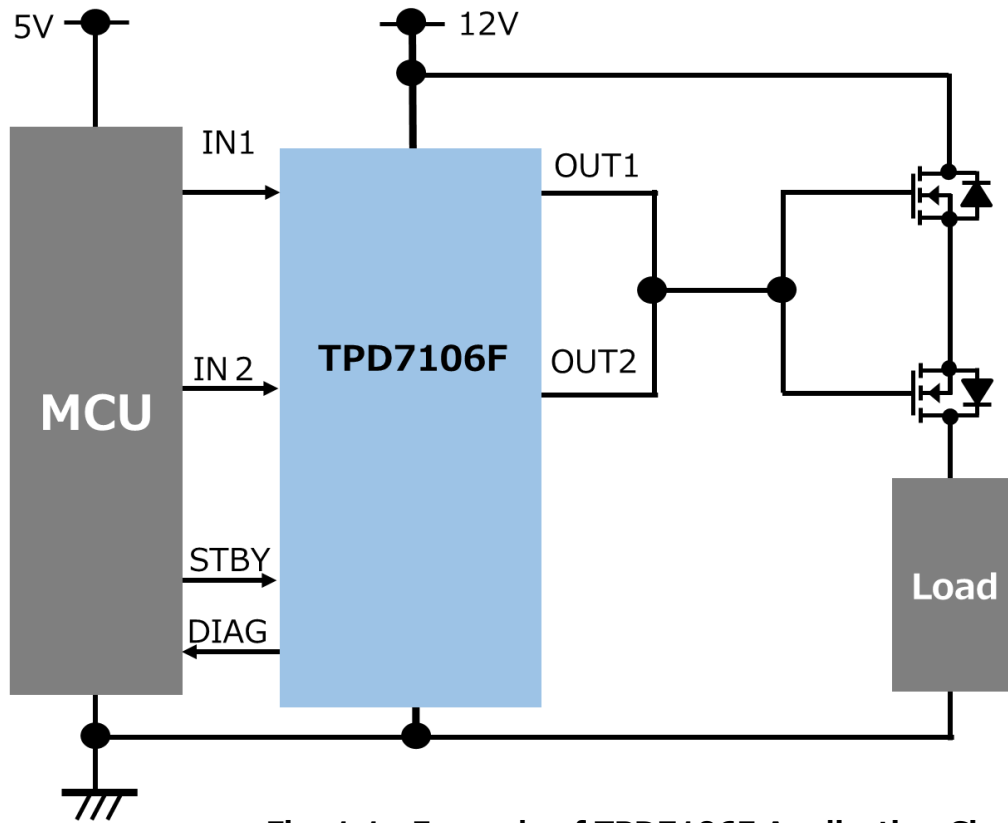 5V
12V
IN1
OUT1
TPD7106F
IN 2
OUT2
MCU
STBY
Load
DIAG